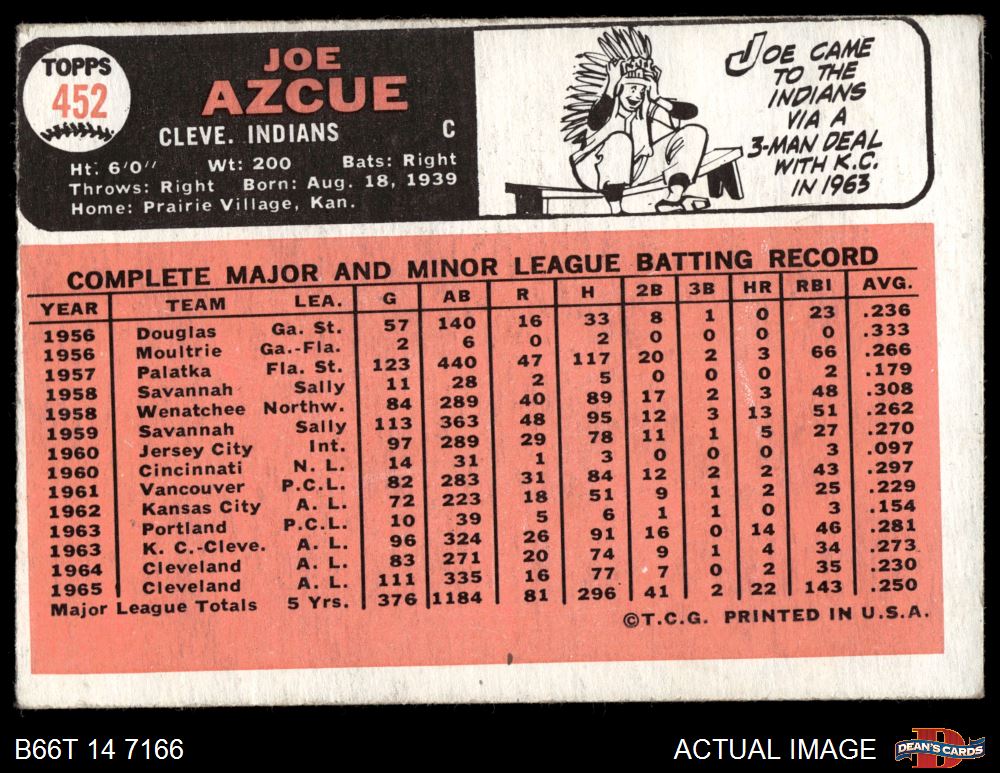 TOPPS
452
JOE
AZCUE
CLEVE. INDIANS C
Ht. 6'0" Wt: 200 Bats: Right
Throws: Right Born: Aug. 18, 1939
Home: Prairie Village, Kan.
JOE CAME
TO THE
INDIANS
VIA A
3-MAN DEAL
WITH K.C.
IN 1963
COMPLETE MAJOR AND MINOR LEAGUE BATTING RECORD
YEAR TEAM LEA. G AB R H 2B 3B HR RBI AVG.
1956 Douglas Ga. St. 57 140 16 33 8 1 0 23 .236
1956 Moultrie Ga.-Fla. 2 6 0 2 0 0 0 0 .333
1957 Palatka Fla. St. 123 440 47 117 20 2 3 66 .266
1958 Savannah Sally 11 28 2 5 0 0 0 2 .179
1958 Wenatchee Northw. 84 289 40 89 17 2 3 48 .308
1959 Savannah Sally 113 363 48 95 12 3 13 51 .262
1960 Jersey City Int. 97 289 29 78 11 1 5 27 .270
1960 Cincinnati N. L. 14 31 1 3 0 0 0 3 .097
1961 Vancouver P.C.L. 82 283 31 84 12 2 2 43 .297
1962 Kansas City A. L. 72 223 18 51 9 1 2 25 .229
1963 Portland P.C.L. 10 39 5 6 1 1 0 3 .154
1963 K. C.-Cleve. A. L. 96 324 26 91 16 0 14 46 .281
1964 Cleveland A. L. 83 271 20 74 9 1 4 34 .273
1965 Cleveland A. L. 111 335 16 77 7 0 2 35 .230
Major League Totals 5 Yrs. 376 1184 81 296 41 2 22 143 .250
©T.C.G. PRINTED IN U.S.A.
B66T 14 7166
ACTUAL IMAGE
DEAN'S CARDS